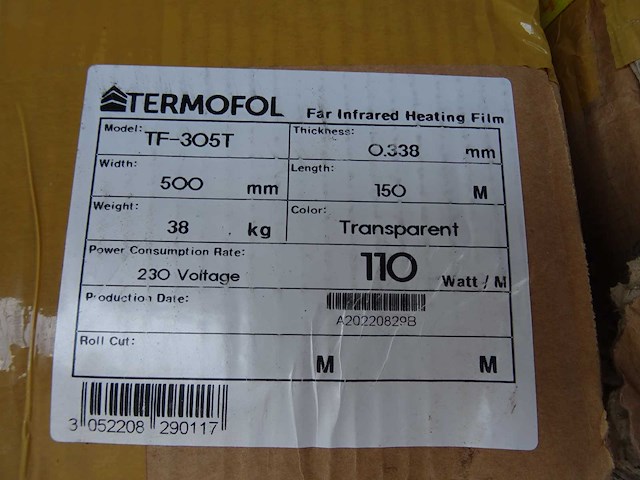 TERMOFOL Far Infrared Heating Film
Model: TF-305T Thickness: 0.338 mm
Width: 500 mm Length: 150 M
Weight: 38 kg Color: Transparent
Power Consumption Rate: 230 Voltage 110 Watt / M
Production Date: A20220829B
Roll Cut: M M
3 052208 290117